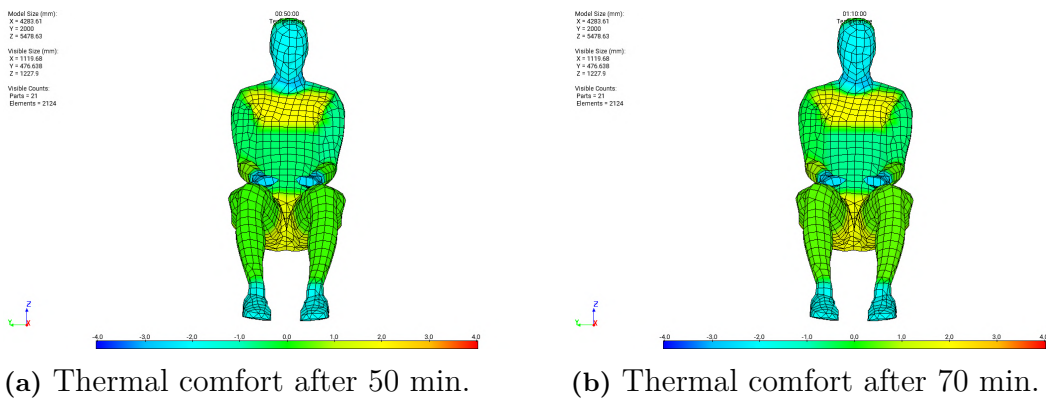 Model Size (mm):
X = 4283.61
Y = 2000
Z = 5478.63
Visible Size (mm):
X = 1119.68
Y = 476.638
Z = 1227.9
Visible Counts:
Parts = 21
Elements = 2124
00:50:00
Temperature
Z
Y
X
-4.0 -3,0 -2,0 -1,0 0.0 1,0 2,0 3,0 4.0
(a) Thermal comfort after 50 min.
Model Size (mm):
X = 4283.61
Y = 2000
Z = 5478.63
Visible Size (mm):
X = 1119.68
Y = 476.638
Z = 1227.9
Visible Counts:
Parts = 21
Elements = 2124
01:10:00
Temperature
Z
Y
X
-4.0 -3,0 -2,0 -1,0 0.0 1,0 2,0 3,0 4.0
(b) Thermal comfort after 70 min.